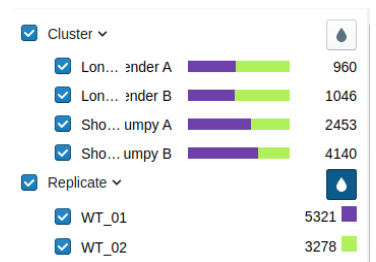 Cluster
Lon… ender A 960
Lon… ender B 1046
Sho… umpy A 2453
Sho… umpy B 4140
Replicate
WT_01 5321
WT_02 3278